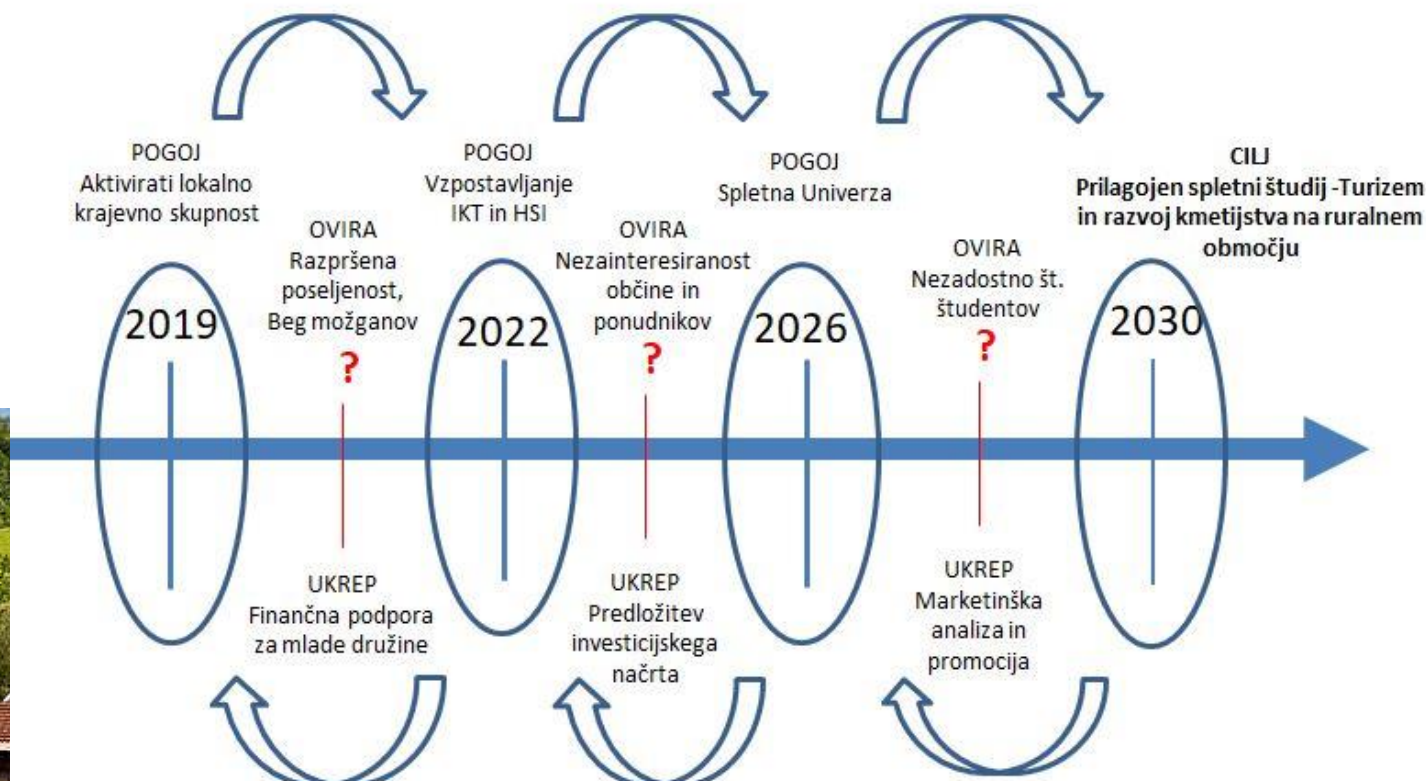 POGOJ
Aktivirati lokalno
krajevno skupnost
2019
OVIRA
Razpršena
poseljenost,
Beg možganov
?
UKREP
Finančna podpora
za mlade družine
POGOJ
Vzpostavljanje
IKT in HSI
2022
OVIRA
Nezainteresiranost
občine in
ponudnikov
?
UKREP
Predložitev
investicijskega
načrta
POGOJ
Spletna Univerza
2026
OVIRA
Nezadostno št.
študentov
?
UKREP
Marketinška
analiza in
promocija
CILJ
Prilagojen spletni študij -Turizem
in razvoj kmetijstva na ruralnem
območju
2030